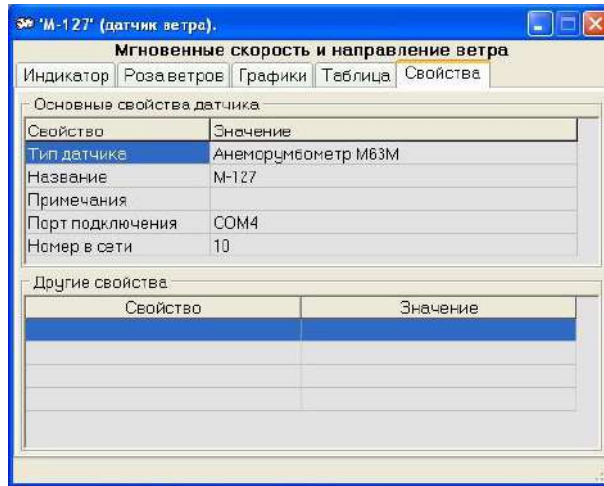 'М-127' (датчик ветра).
Мгновенные скорость и направление ветра
Индикатор Роза ветров Графики Таблица Свойства
Основные свойства датчика
Свойство Значение
Тип датчика Анеморумбометр М63М
Название М-127
Примечания
Порт подключения COM4
Номер в сети 10
Другие свойства
Свойство Значение